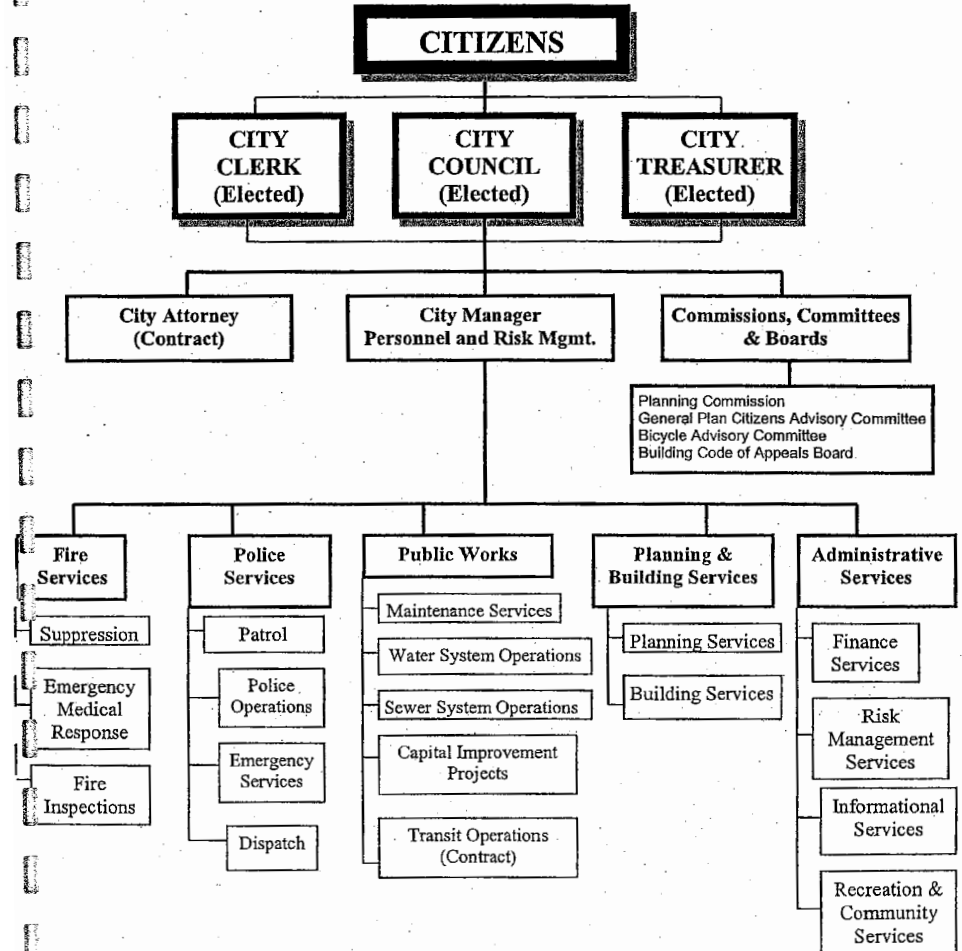 CITIZENS
CITY
CLERK
(Elected)
CITY
COUNCIL
(Elected)
CITY
TREASURER
(Elected)
City Attorney
(Contract)
City Manager
Personnel and Risk Mgmt.
Commissions, Committees
& Boards
Planning Commission
General Plan Citizens Advisory Committee
Bicycle Advisory Committee
Building Code of Appeals Board
Fire
Services
Suppression
Emergency
Medical
Response
Fire
Inspections
Police
Services
Patrol
Police
Operations
Emergency
Services
Dispatch
Public Works
Maintenance Services
Water System Operations
Sewer System Operations
Capital Improvement
Projects
Transit Operations
(Contract)
Planning &
Building Services
Planning Services
Building Services
Administrative
Services
Finance
Services
Risk
Management
Services
Informational
Services
Recreation &
Community
Services